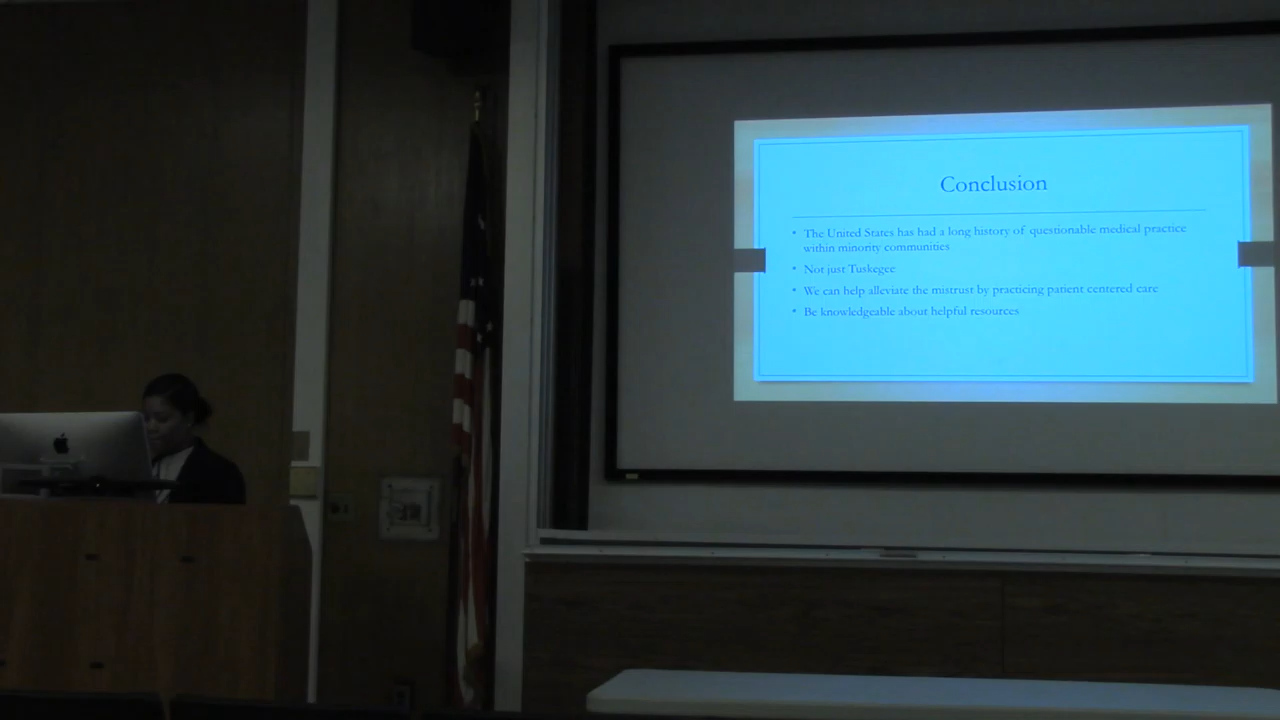 Conclusion
• The United States has had a long history of questionable medical practice
within minority communities
• Not just Tuskegee
• We can help alleviate the mistrust by practicing patient centered care
• Be knowledgeable about helpful resources